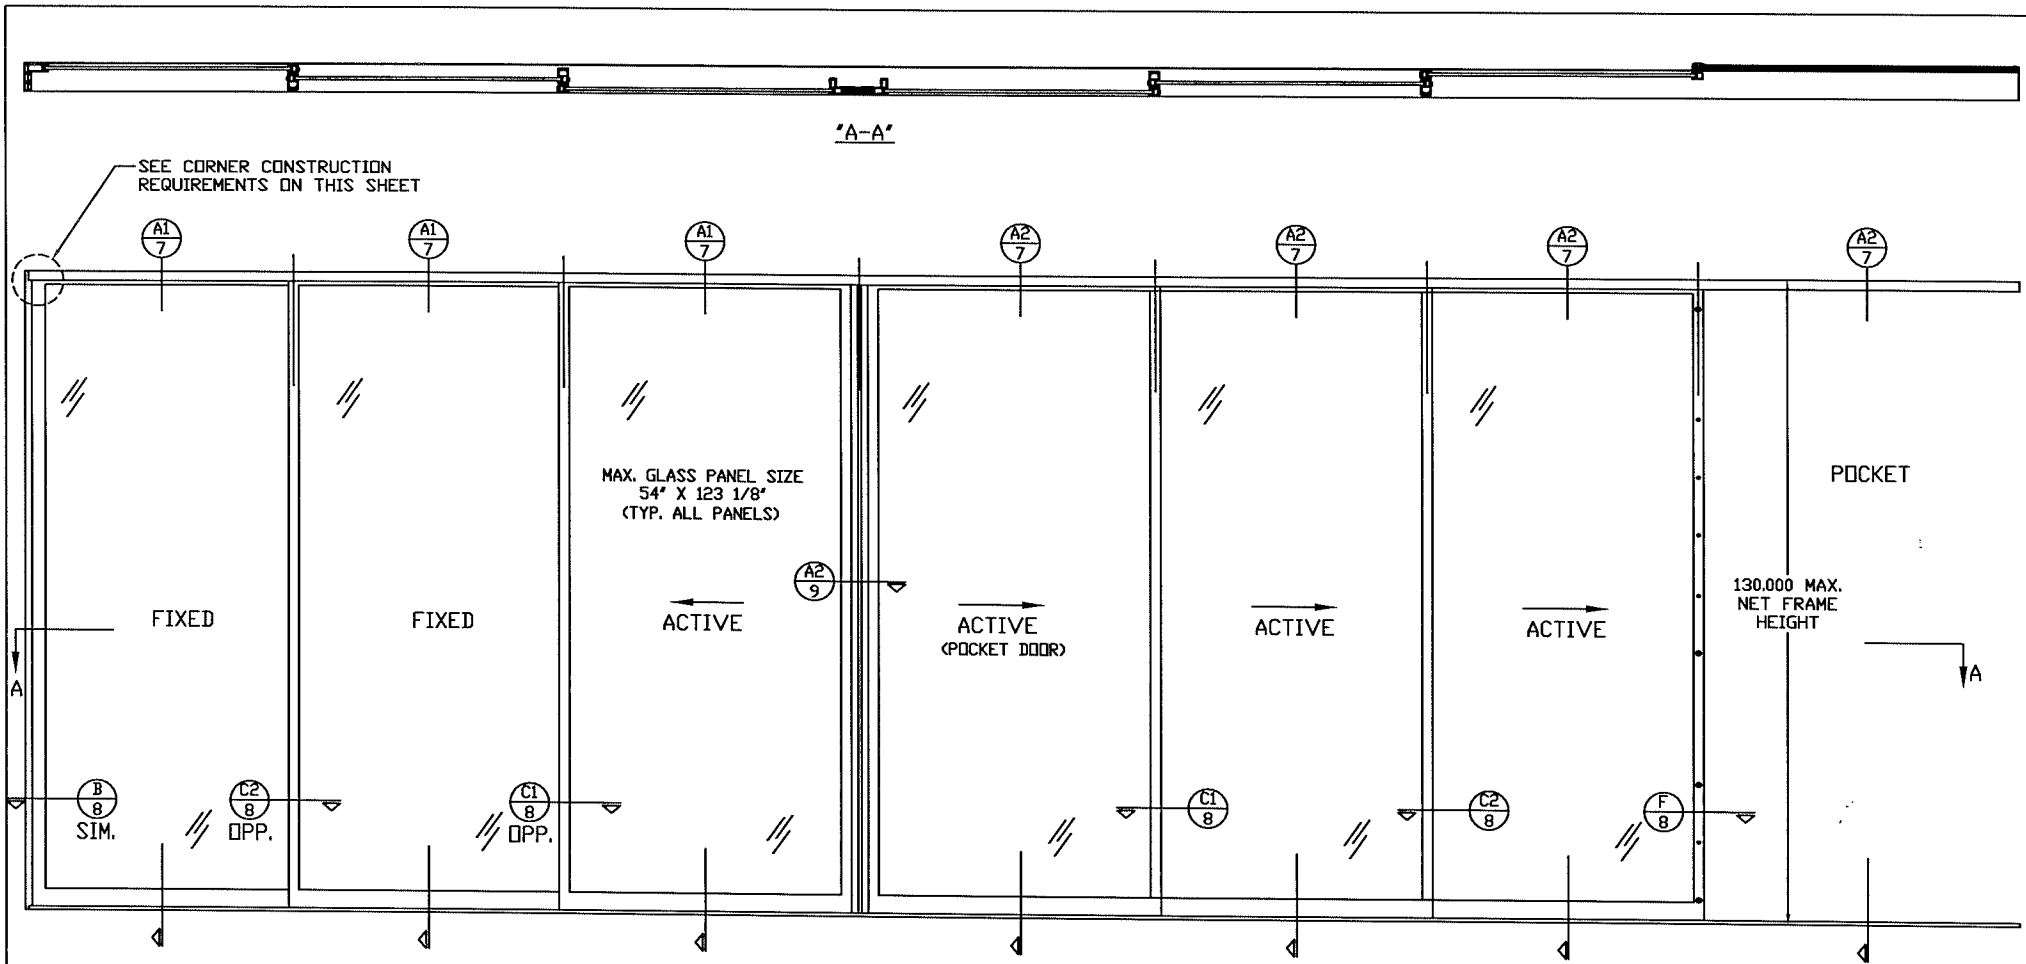 "A-A"
SEE CORNER CONSTRUCTION
REQUIREMENTS ON THIS SHEET
A1
7
A1
7
A1
7
A2
7
A2
7
A2
7
A2
7
MAX. GLASS PANEL SIZE
54" X 123 1/8"
(TYP. ALL PANELS)
POCKET
A2
9
130.000 MAX.
NET FRAME
HEIGHT
FIXED
FIXED
ACTIVE
ACTIVE
(POCKET DOOR)
ACTIVE
ACTIVE
A
A
B
8
SIM.
C2
8
OPP.
C1
8
OPP.
C1
8
C2
8
F
8